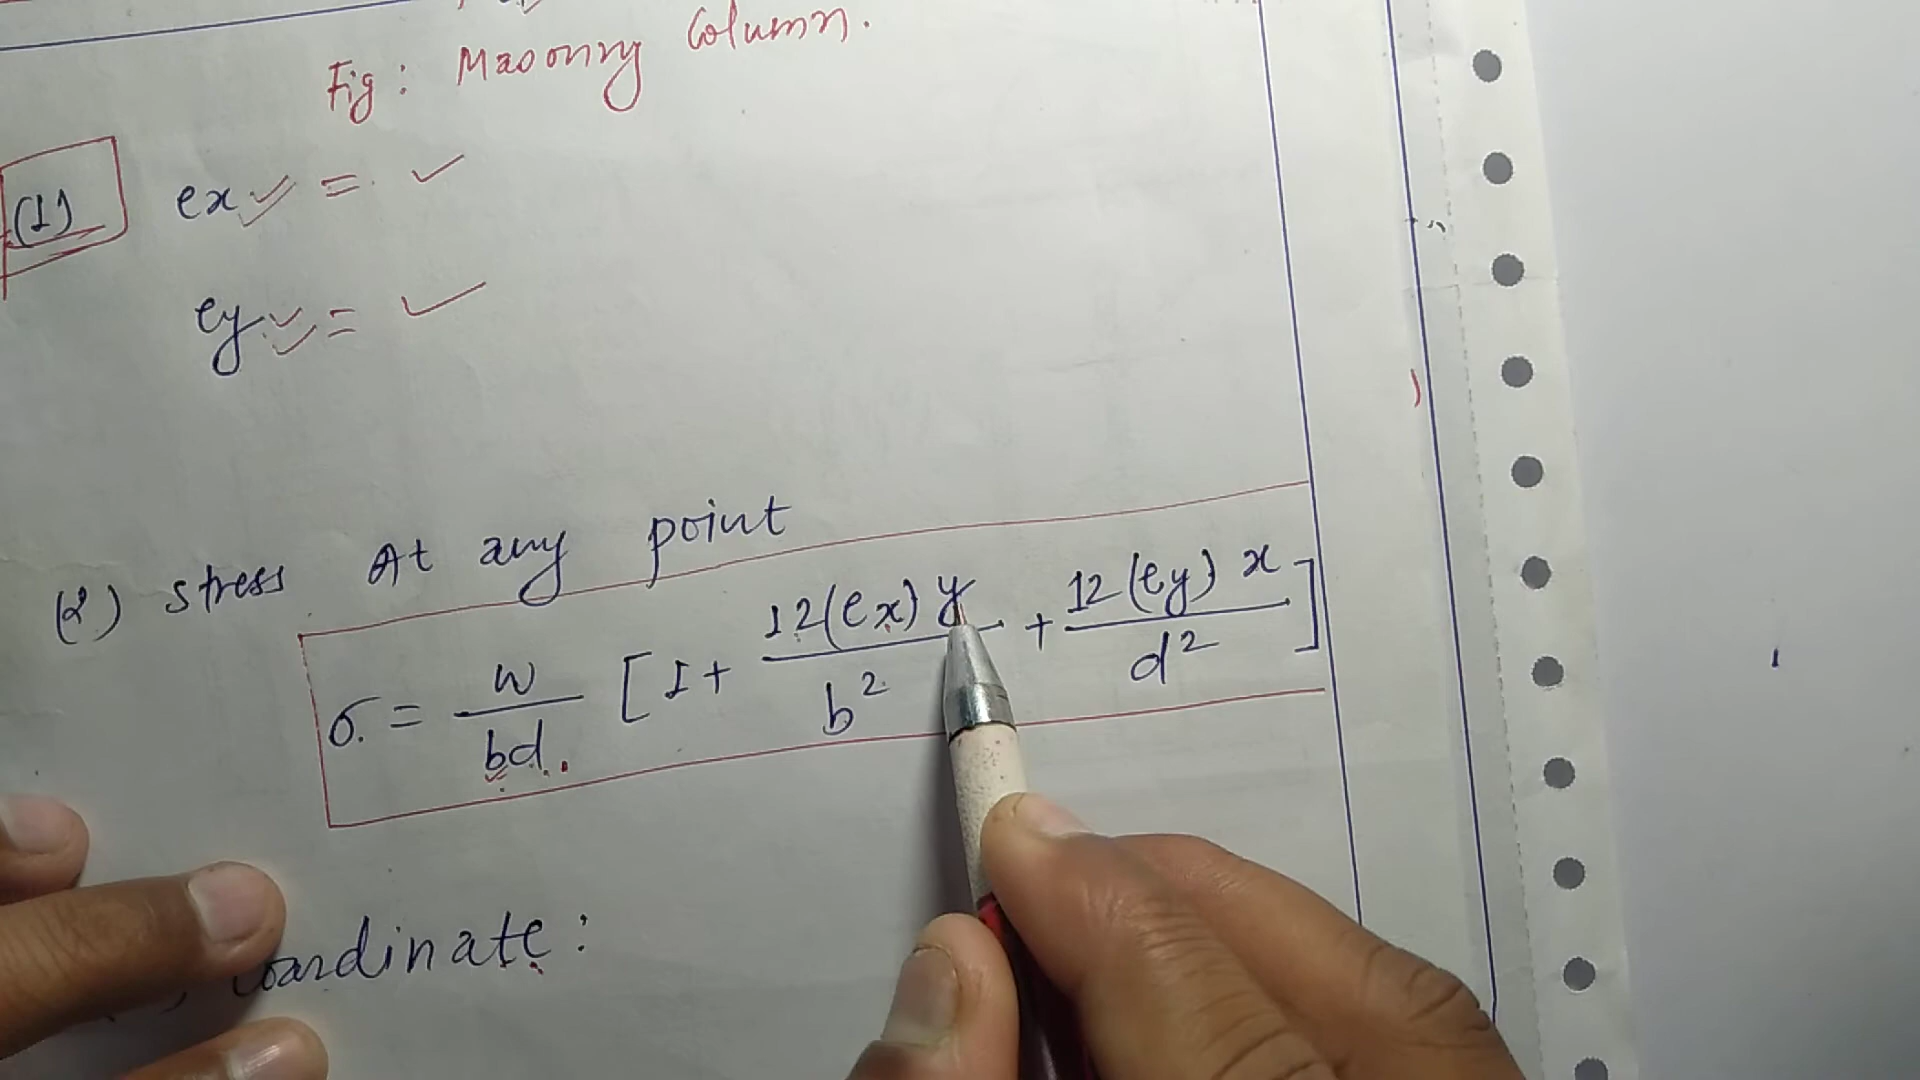 Fig: Masonry Column.
(1) ex ✓ = ✓
ey ✓ = ✓
(2) stress At any point
σ = W/bd [1 + 12(ex)y/b² + 12(ey)x/d²]
Coordinate: